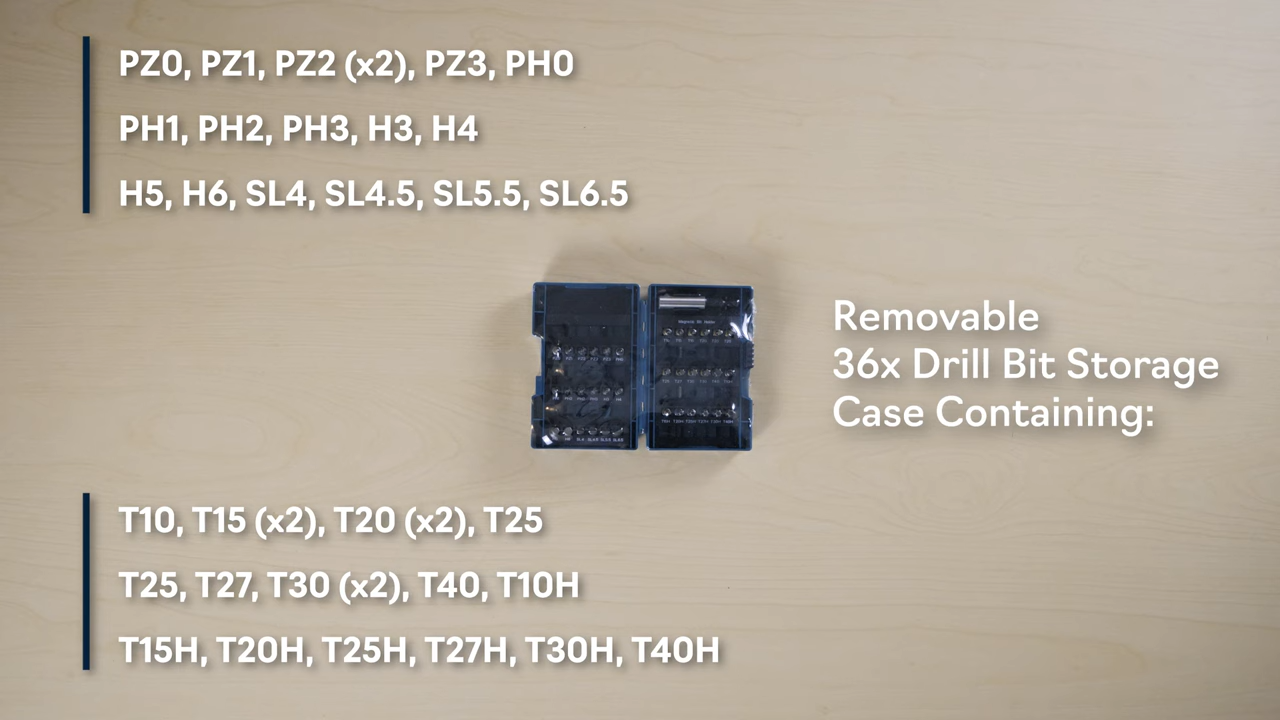 PZ0, PZ1, PZ2 (x2), PZ3, PH0
PH1, PH2, PH3, H3, H4
H5, H6, SL4, SL4.5, SL5.5, SL6.5
Removable
36x Drill Bit Storage
Case Containing:
T10, T15 (x2), T20 (x2), T25
T25, T27, T30 (x2), T40, T10H
T15H, T20H, T25H, T27H, T30H, T40H